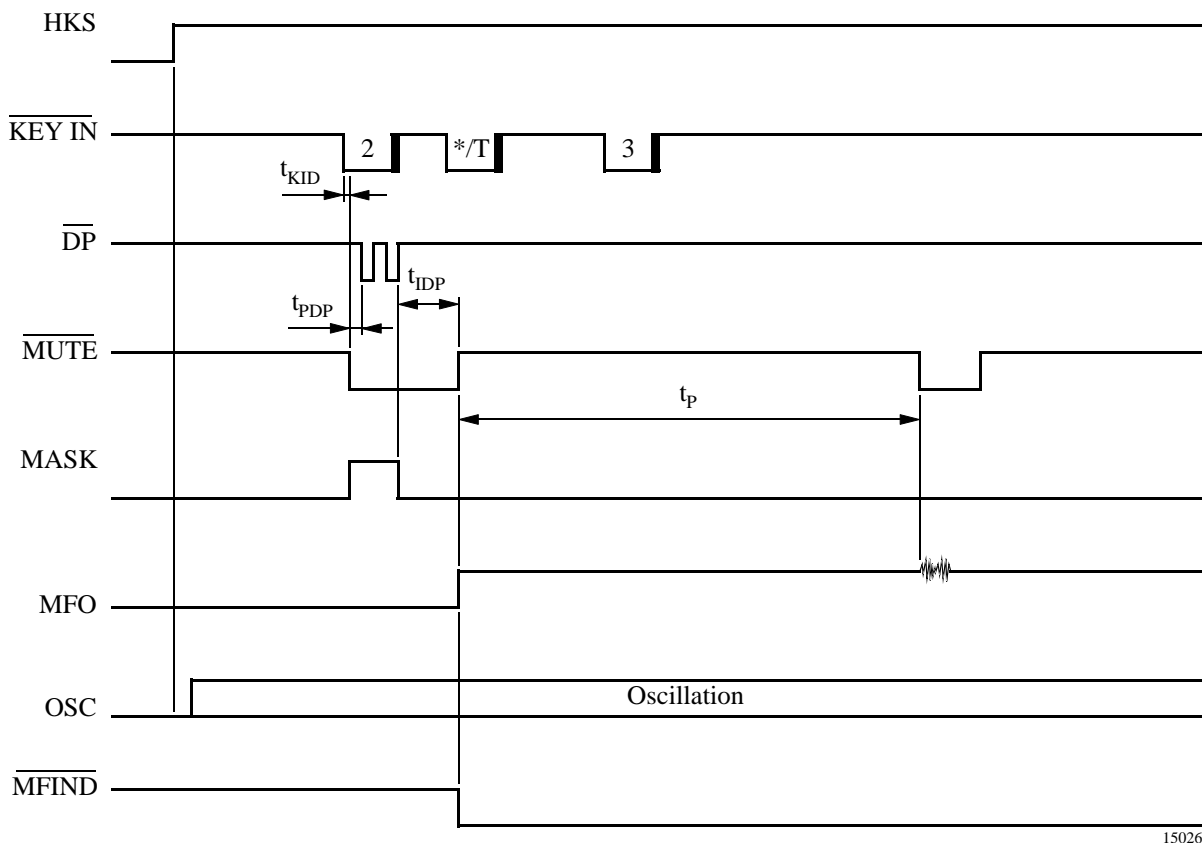 HKS
KEY IN
2
*/T
3
tKID
DP
tIDP
tPDP
MUTE
tP
MASK
MFO
OSC
Oscillation
MFIND
15026